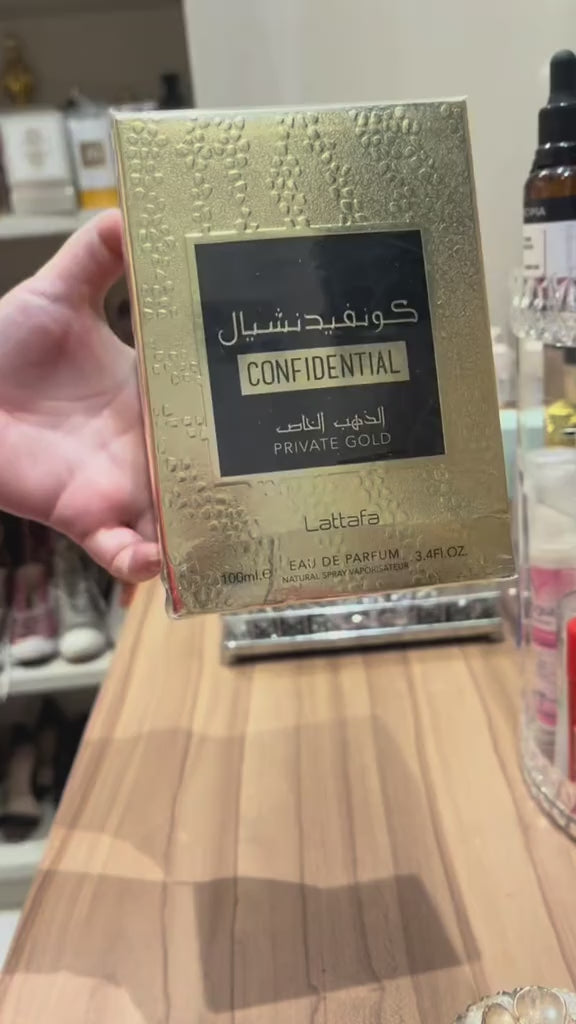 كونفيدنشيال
CONFIDENTIAL
الذهب الخاص
PRIVATE GOLD
Lattafa
100ml.e EAU DE PARFUM 3.4FL.OZ.
NATURAL SPRAY VAPORISATEUR